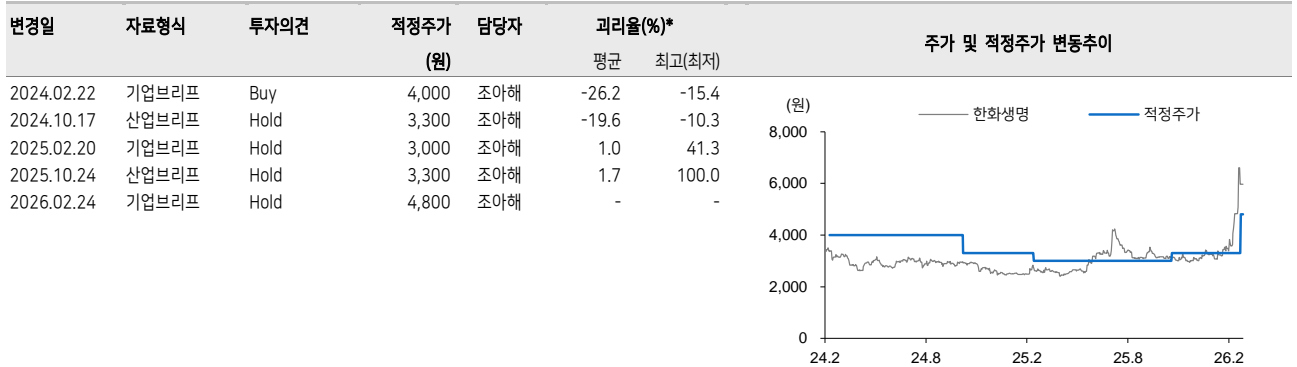 변경일 자료형식 투자의견 적정주가 담당자 괴리율(%)* 주가 및 적정주가 변동추이
(원) 평균 최고(최저)
2024.02.22 기업브리프 Buy 4,000 조아해 -26.2 -15.4
2024.10.17 산업브리프 Hold 3,300 조아해 -19.6 -10.3
2025.02.20 기업브리프 Hold 3,000 조아해 1.0 41.3
2025.10.24 산업브리프 Hold 3,300 조아해 1.7 100.0
2026.02.24 기업브리프 Hold 4,800 조아해 - -
(원) 한화생명 적정주가
8,000
6,000
4,000
2,000
0
24.2 24.8 25.2 25.8 26.2